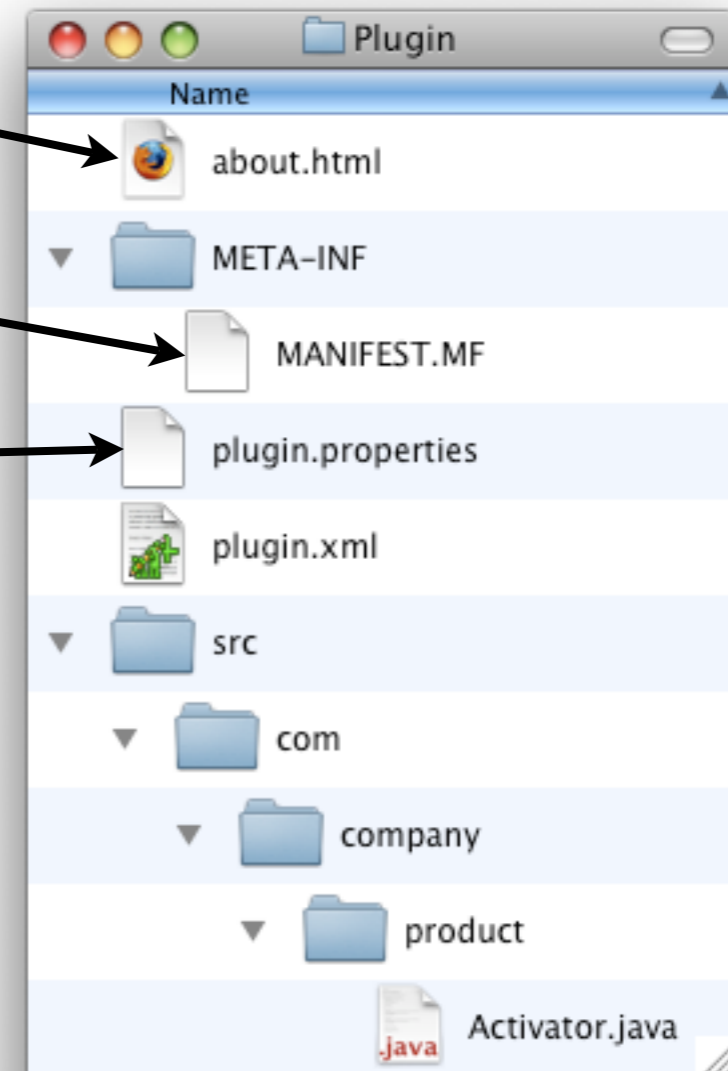 Plugin
Name
about.html
META-INF
MANIFEST.MF
plugin.properties
plugin.xml
src
com
company
product
Activator.java
.java